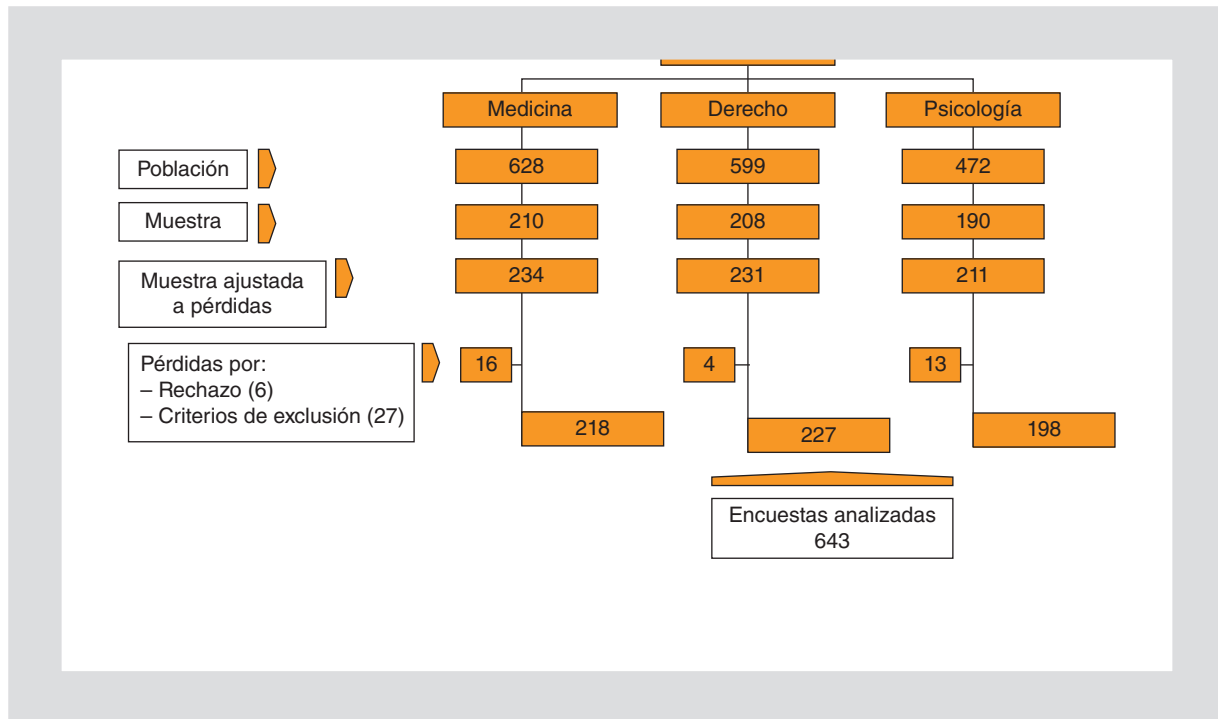 Medicina Derecho Psicología
Población 628 599 472
Muestra 210 208 190
Muestra ajustada
a pérdidas
234 231 211
Pérdidas por:
– Rechazo (6)
– Criterios de exclusión (27)
16 4 13
218 227 198
Encuestas analizadas
643